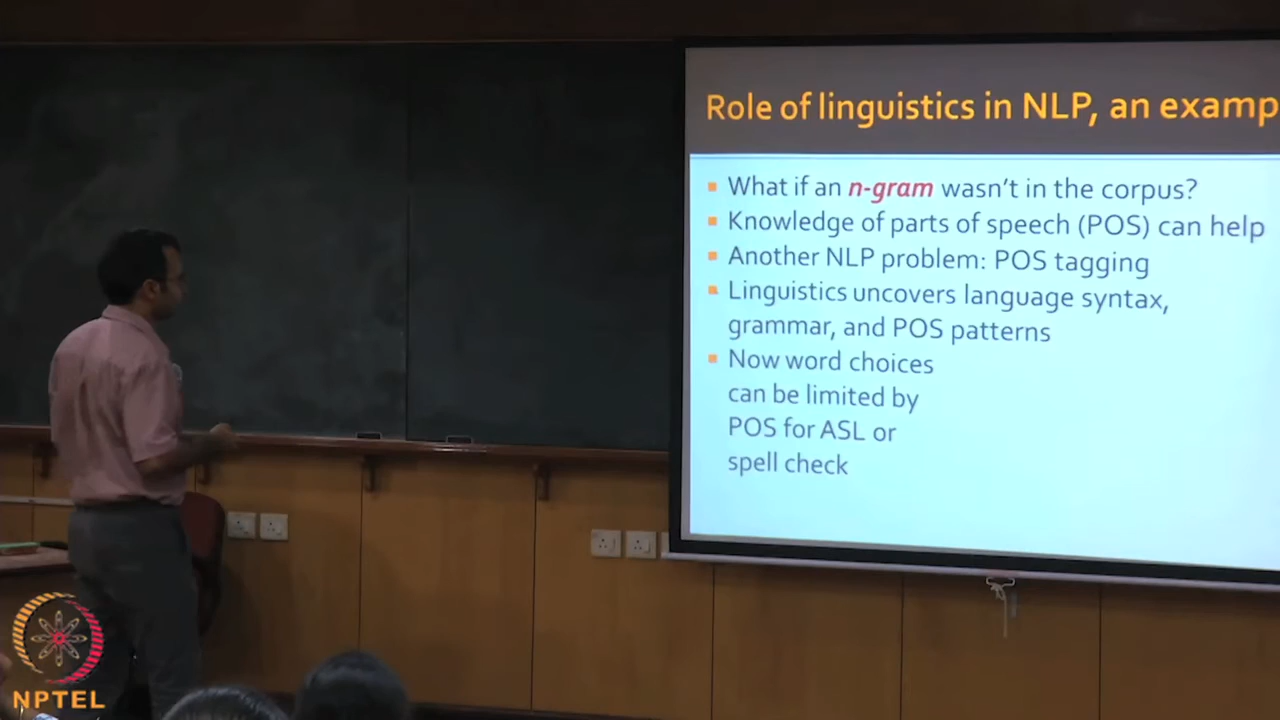 Role of linguistics in NLP, an examp
What if an n-gram wasn't in the corpus?
Knowledge of parts of speech (POS) can help
Another NLP problem: POS tagging
Linguistics uncovers language syntax,
grammar, and POS patterns
Now word choices
can be limited by
POS for ASL or
spell check
NPTEL